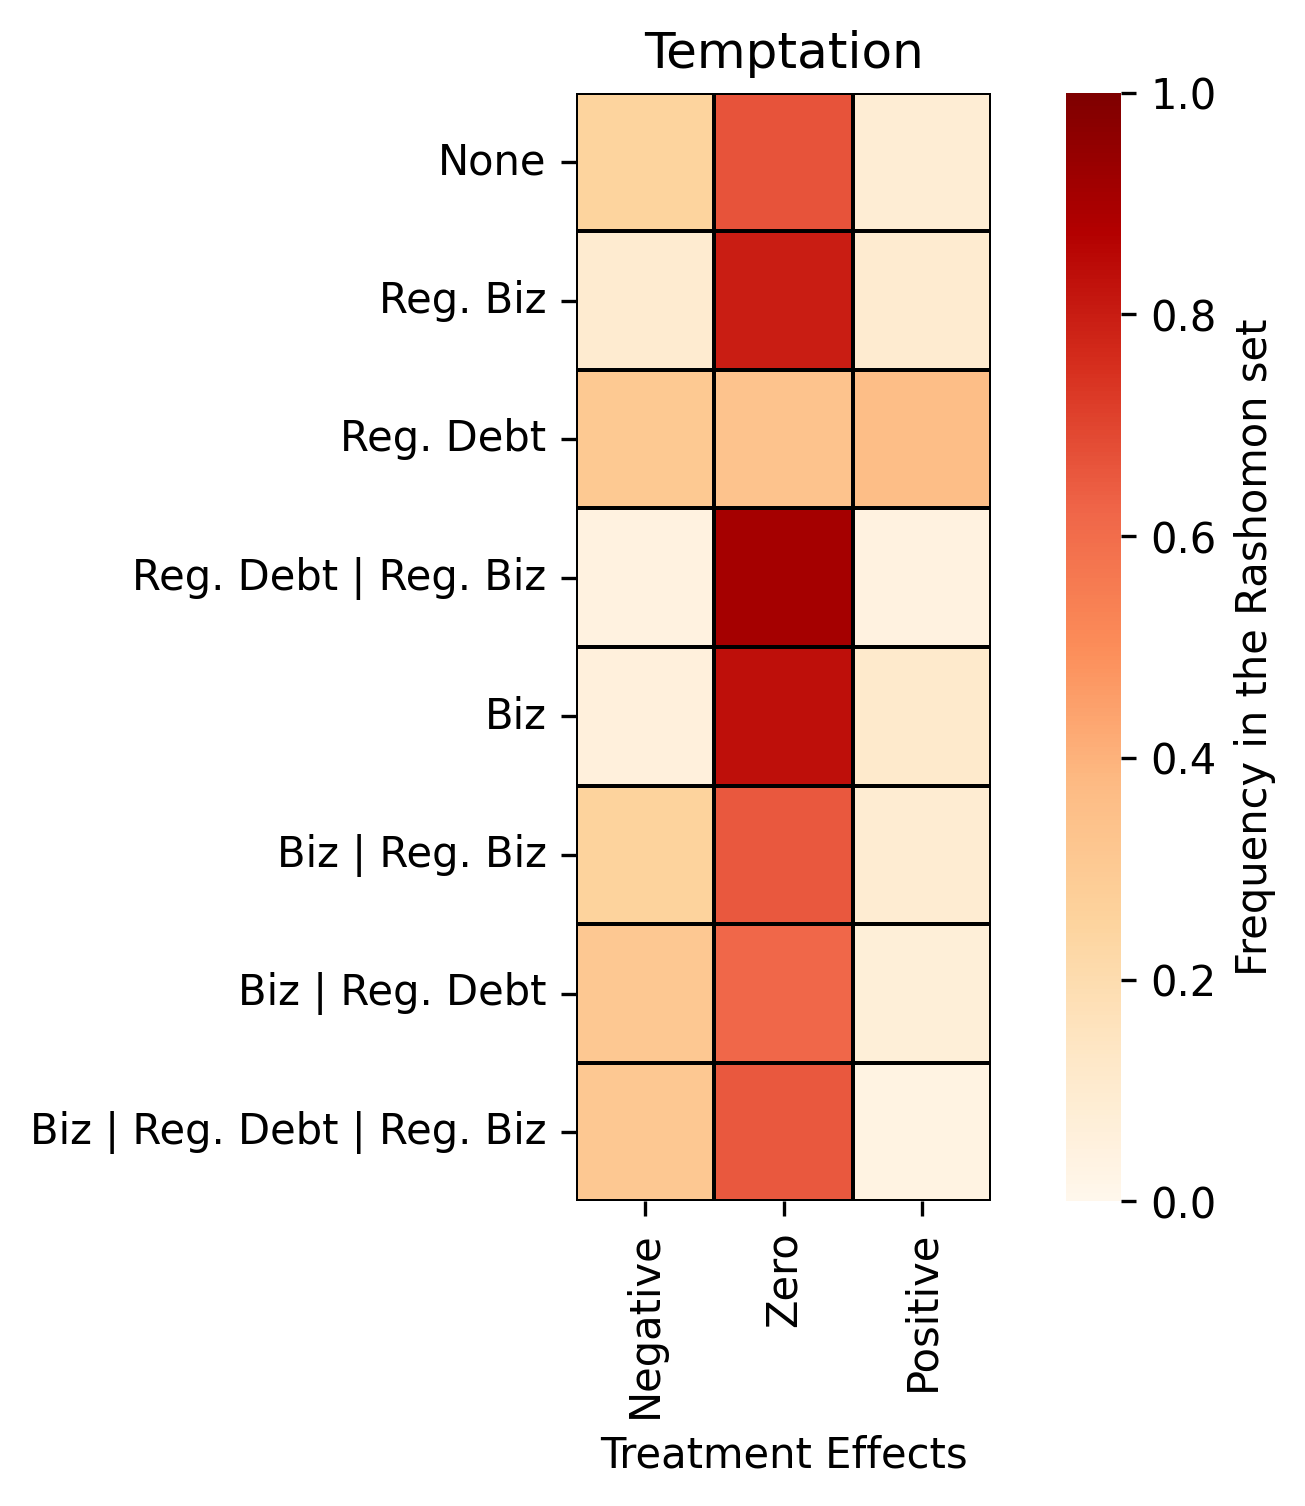 Temptation
None
Reg. Biz
Reg. Debt
Reg. Debt | Reg. Biz
Biz
Biz | Reg. Biz
Biz | Reg. Debt
Biz | Reg. Debt | Reg. Biz
Negative
Zero
Positive
Treatment Effects
1.0
0.8
0.6
0.4
0.2
0.0
Frequency in the Rashomon set